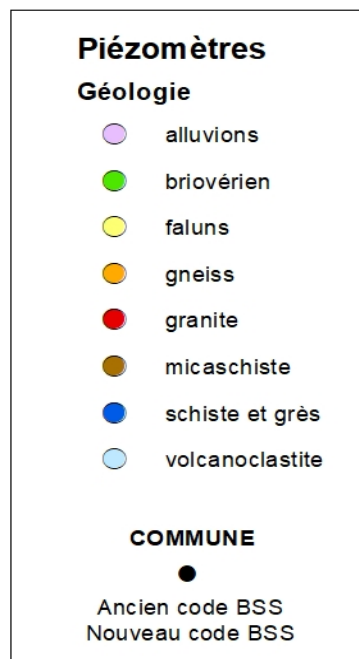 Piézomètres
Géologie
alluvions
briovérien
faluns
gneiss
granite
micaschiste
schiste et grès
volcanoclastite
COMMUNE
Ancien code BSS
Nouveau code BSS